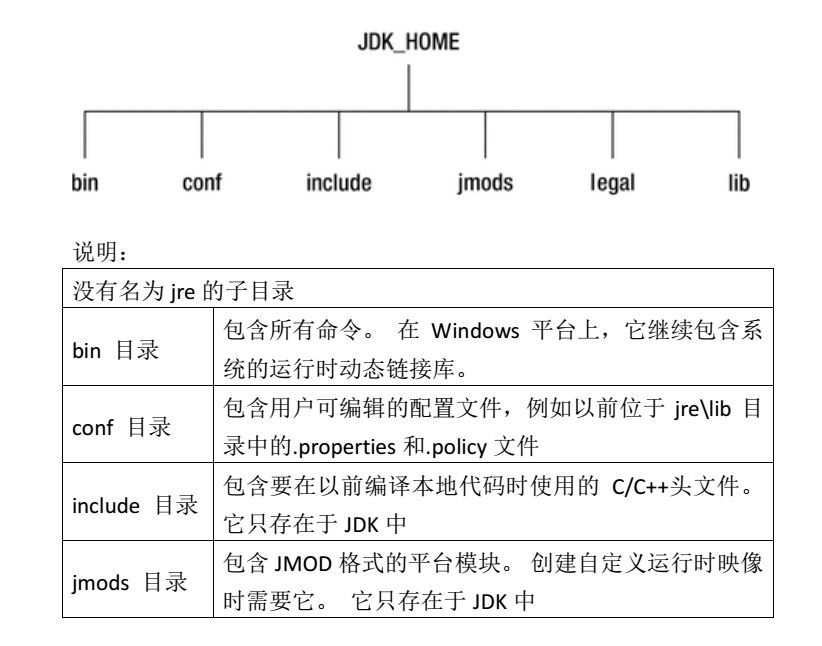 JDK_HOME
bin conf include jmods legal lib
说明：
没有名为 jre 的子目录
bin 目录
包含所有命令。 在 Windows 平台上，它继续包含系
统的运行时动态链接库。
conf 目录
包含用户可编辑的配置文件，例如以前位于 jre\lib 目
录中的.properties 和.policy 文件
include 目录
包含要在以前编译本地代码时使用的 C/C++头文件。
它只存在于 JDK 中
jmods 目录
包含 JMOD 格式的平台模块。 创建自定义运行时映像
时需要它。 它只存在于 JDK 中